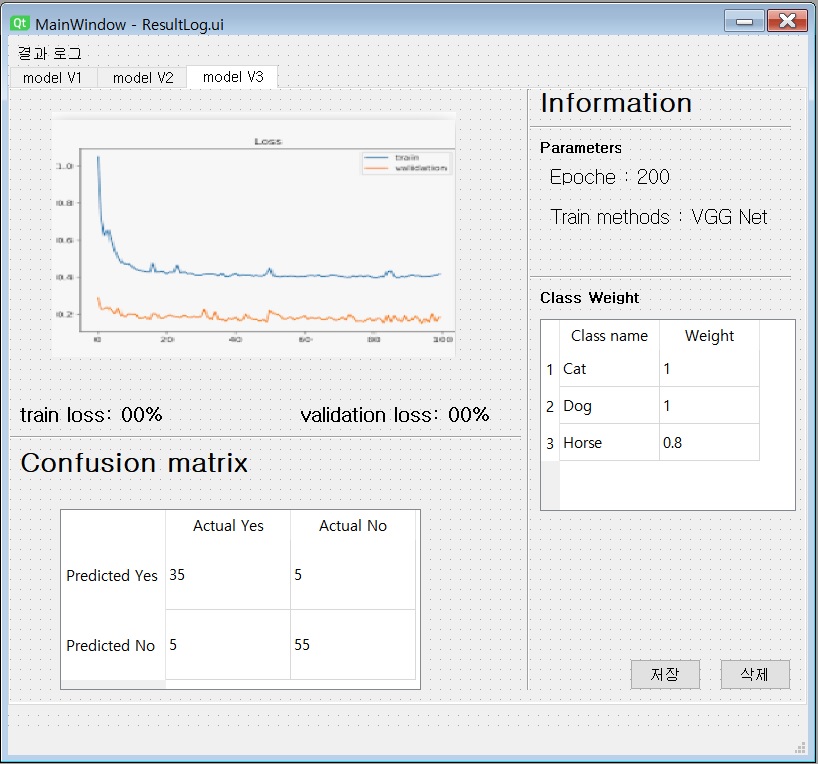 MainWindow - ResultLog.ui
결과 로그
model V1 model V2 model V3
Loss
train
validation
1.0
0.8
0.6
0.4
0.2
0 20 40 60 80 100
train loss: 00% validation loss: 00%
Confusion matrix
Actual Yes Actual No
Predicted Yes 35 5
Predicted No 5 55
Information
Parameters
Epoche : 200
Train methods : VGG Net
Class Weight
Class name Weight
1 Cat 1
2 Dog 1
3 Horse 0.8
저장 삭제